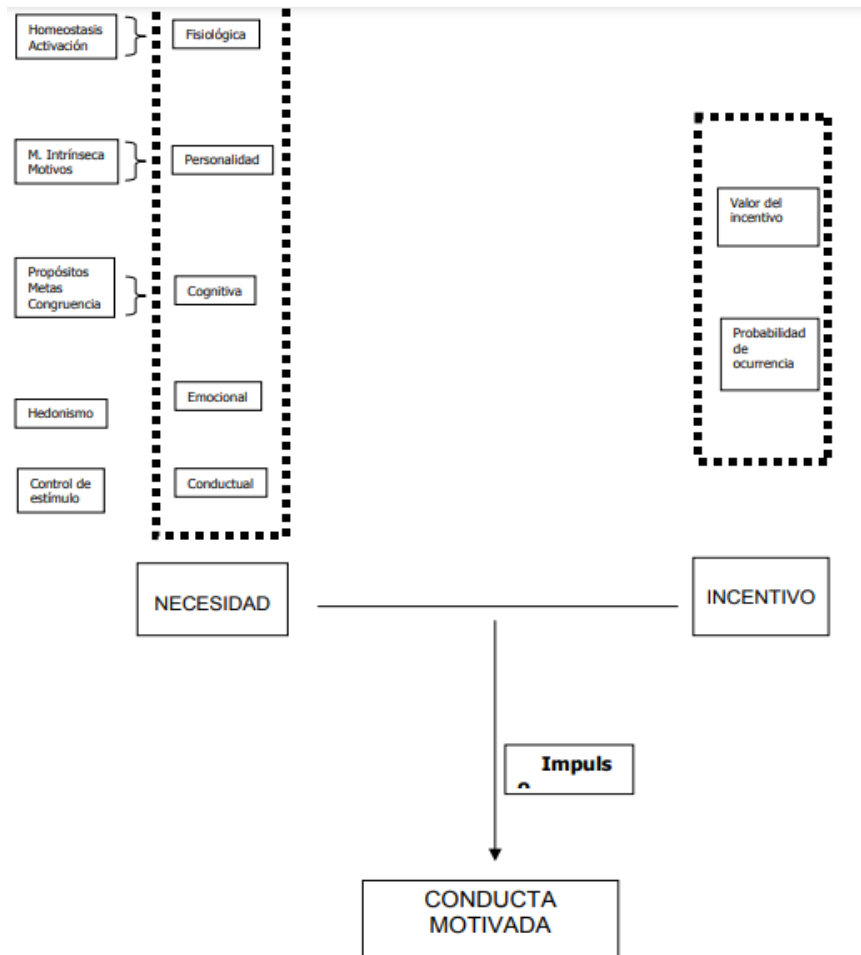 Homeostasis
Activación
Fisiológica
M. Intrínseca
Motivos
Personalidad
Valor del
incentivo
Propósitos
Metas
Congruencia
Cognitiva
Probabilidad
de
ocurrencia
Emocional
Hedonismo
Control de
estímulo
Conductual
NECESIDAD
INCENTIVO
Impuls
o
CONDUCTA
MOTIVADA